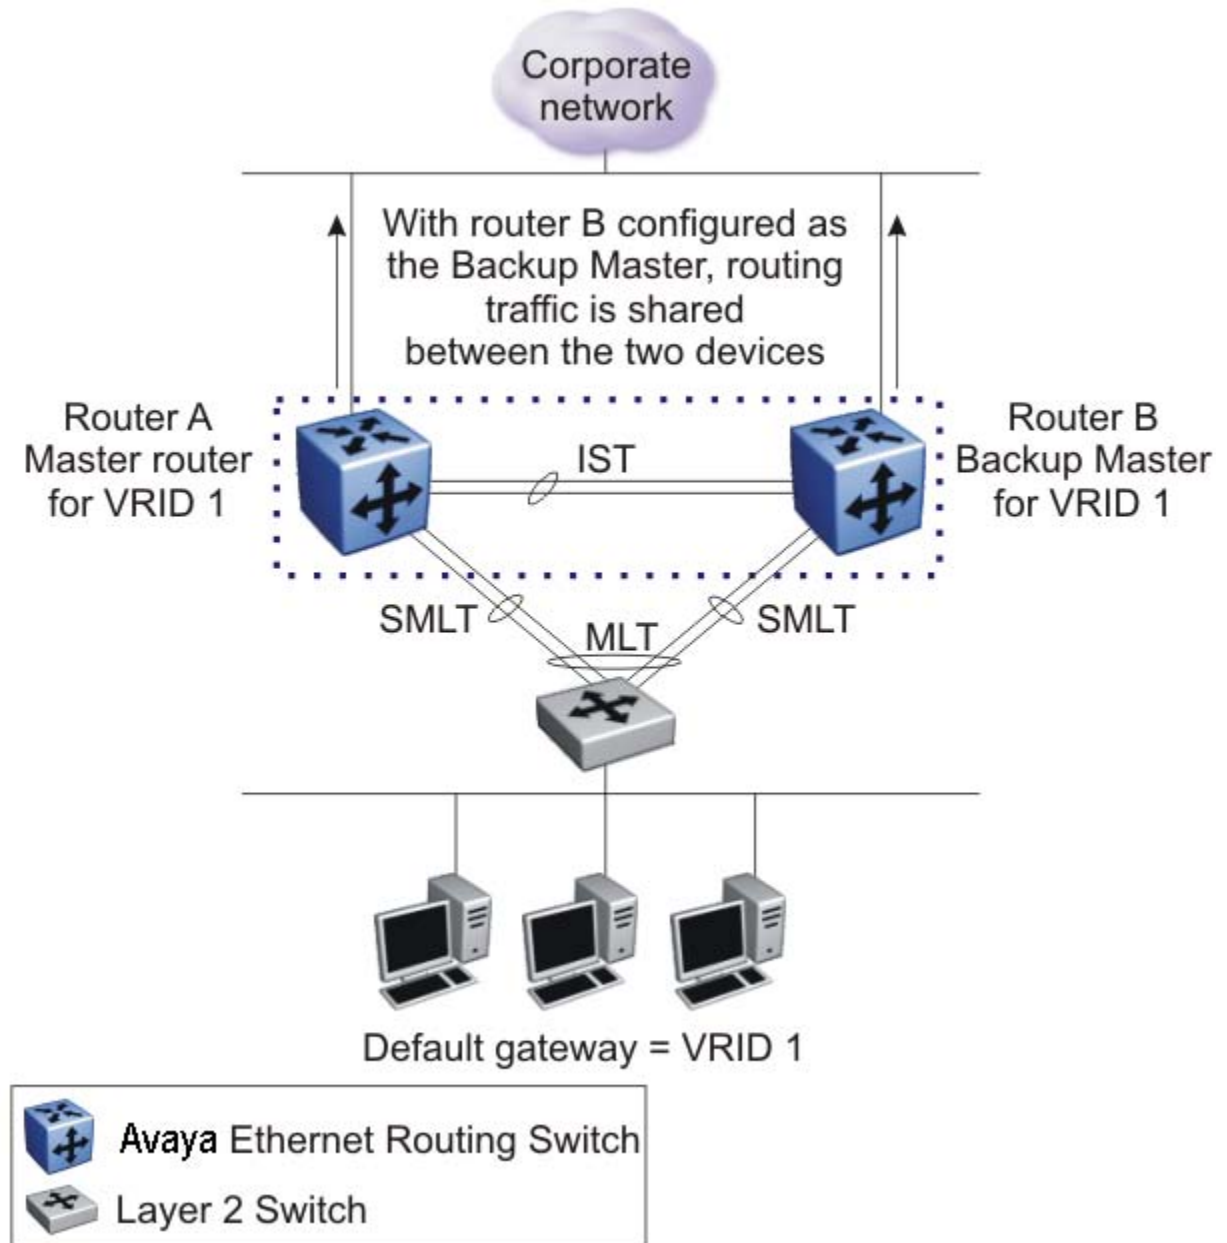 Corporate
network
With router B configured as
the Backup Master, routing
traffic is shared
between the two devices
Router A
Master router
for VRID 1
IST
Router B
Backup Master
for VRID 1
SMLT
MLT
SMLT
Default gateway = VRID 1
Avaya Ethernet Routing Switch
Layer 2 Switch